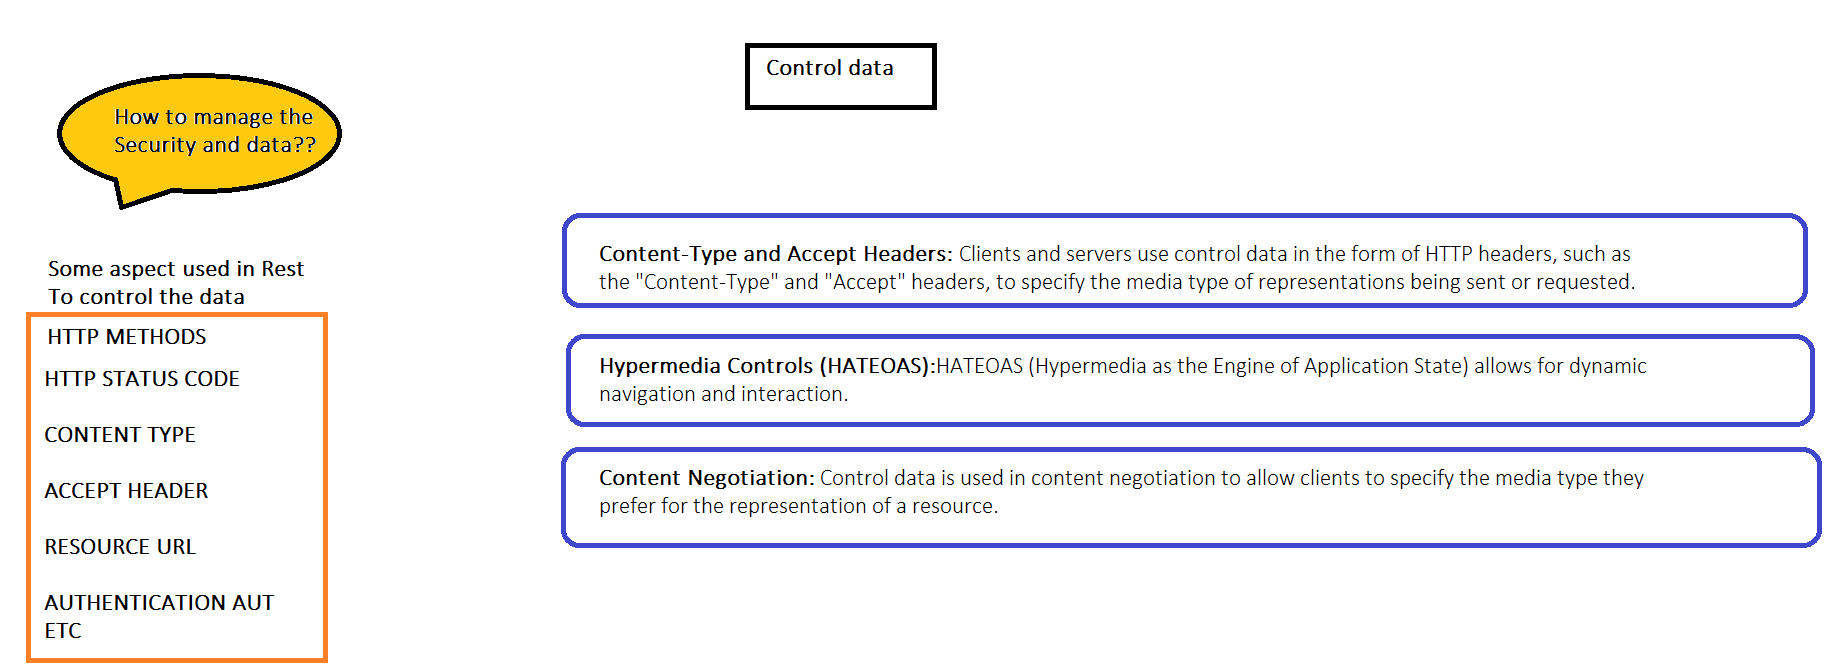 Control data
How to manage the
Security and data??
Some aspect used in Rest
To control the data
HTTP METHODS
HTTP STATUS CODE
CONTENT TYPE
ACCEPT HEADER
RESOURCE URL
AUTHENTICATION AUT
ETC
Content-Type and Accept Headers: Clients and servers use control data in the form of HTTP headers, such as
the "Content-Type" and "Accept" headers, to specify the media type of representations being sent or requested.
Hypermedia Controls (HATEOAS):HATEOAS (Hypermedia as the Engine of Application State) allows for dynamic
navigation and interaction.
Content Negotiation: Control data is used in content negotiation to allow clients to specify the media type they
prefer for the representation of a resource.